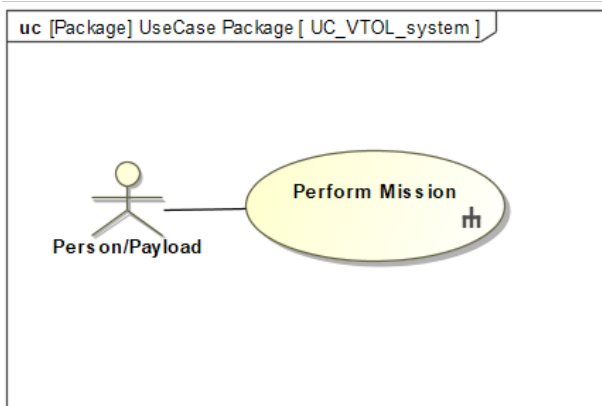 uc [Package] UseCase Package [ UC_VTOL_system ]
Perform Mission
Person/Payload